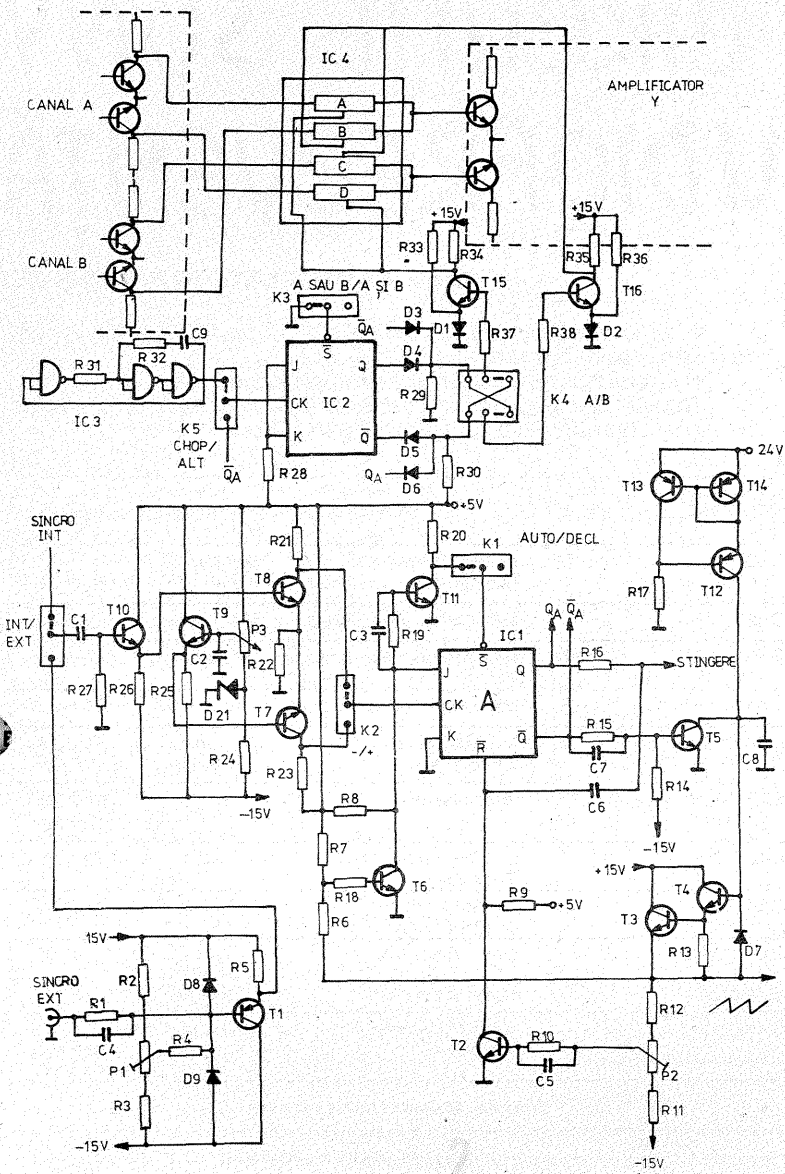 IC 4
AMPLIFICATOR
Y
CANAL A
A
B
C
D
+15V
+15V
R33
R34
R35
R36
CANAL B
A SAU B/A ȘI B
K3
T15
T16
Q̅A
D3
D1
R37
R38
D2
C9
R 32
R31
S̅
J
Q
D4
R29
IC3
CK
IC 2
K4 A/B
K5
CHOP/
ALT
K
Q̅
D5
Q̅A
R28
QA
D6
R30
24V
T13
T14
+5V
SINCRO
INT
R21
R20
K1
AUTO/DECL
T12
T8
T11
R17
T10
T9
P3
INT/
EXT
C1
C3
R19
IC1
QA
Q̅A
C2
R22
S̅
R16
STINGERE
J
Q
R27
R26
R25
D21
T7
CK
A
R15
K2
-/+
K
Q̅
T5
R̅
C7
C8
R24
R23
C6
R14
R8
-15V
-15V
R7
+15V
T4
R18
T6
R9
+5V
T3
R6
R13
D7
15V
R5
R2
D8
SINCRO
EXT
R1
T1
R12
C4
R4
T2
R10
P1
D9
C5
P2
R3
R11
-15V
-15V